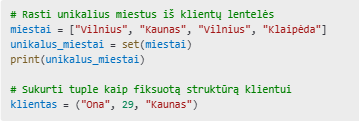 # Rasti unikalius miestus iš klientų lentelės
miestai = ["Vilnius", "Kaunas", "Vilnius", "Klaipėda"]
unikalus_miestai = set(miestai)
print(unikalus_miestai)
# Sukurti tuple kaip fiksuotą struktūrą klientui
klientas = ("Ona", 29, "Kaunas")